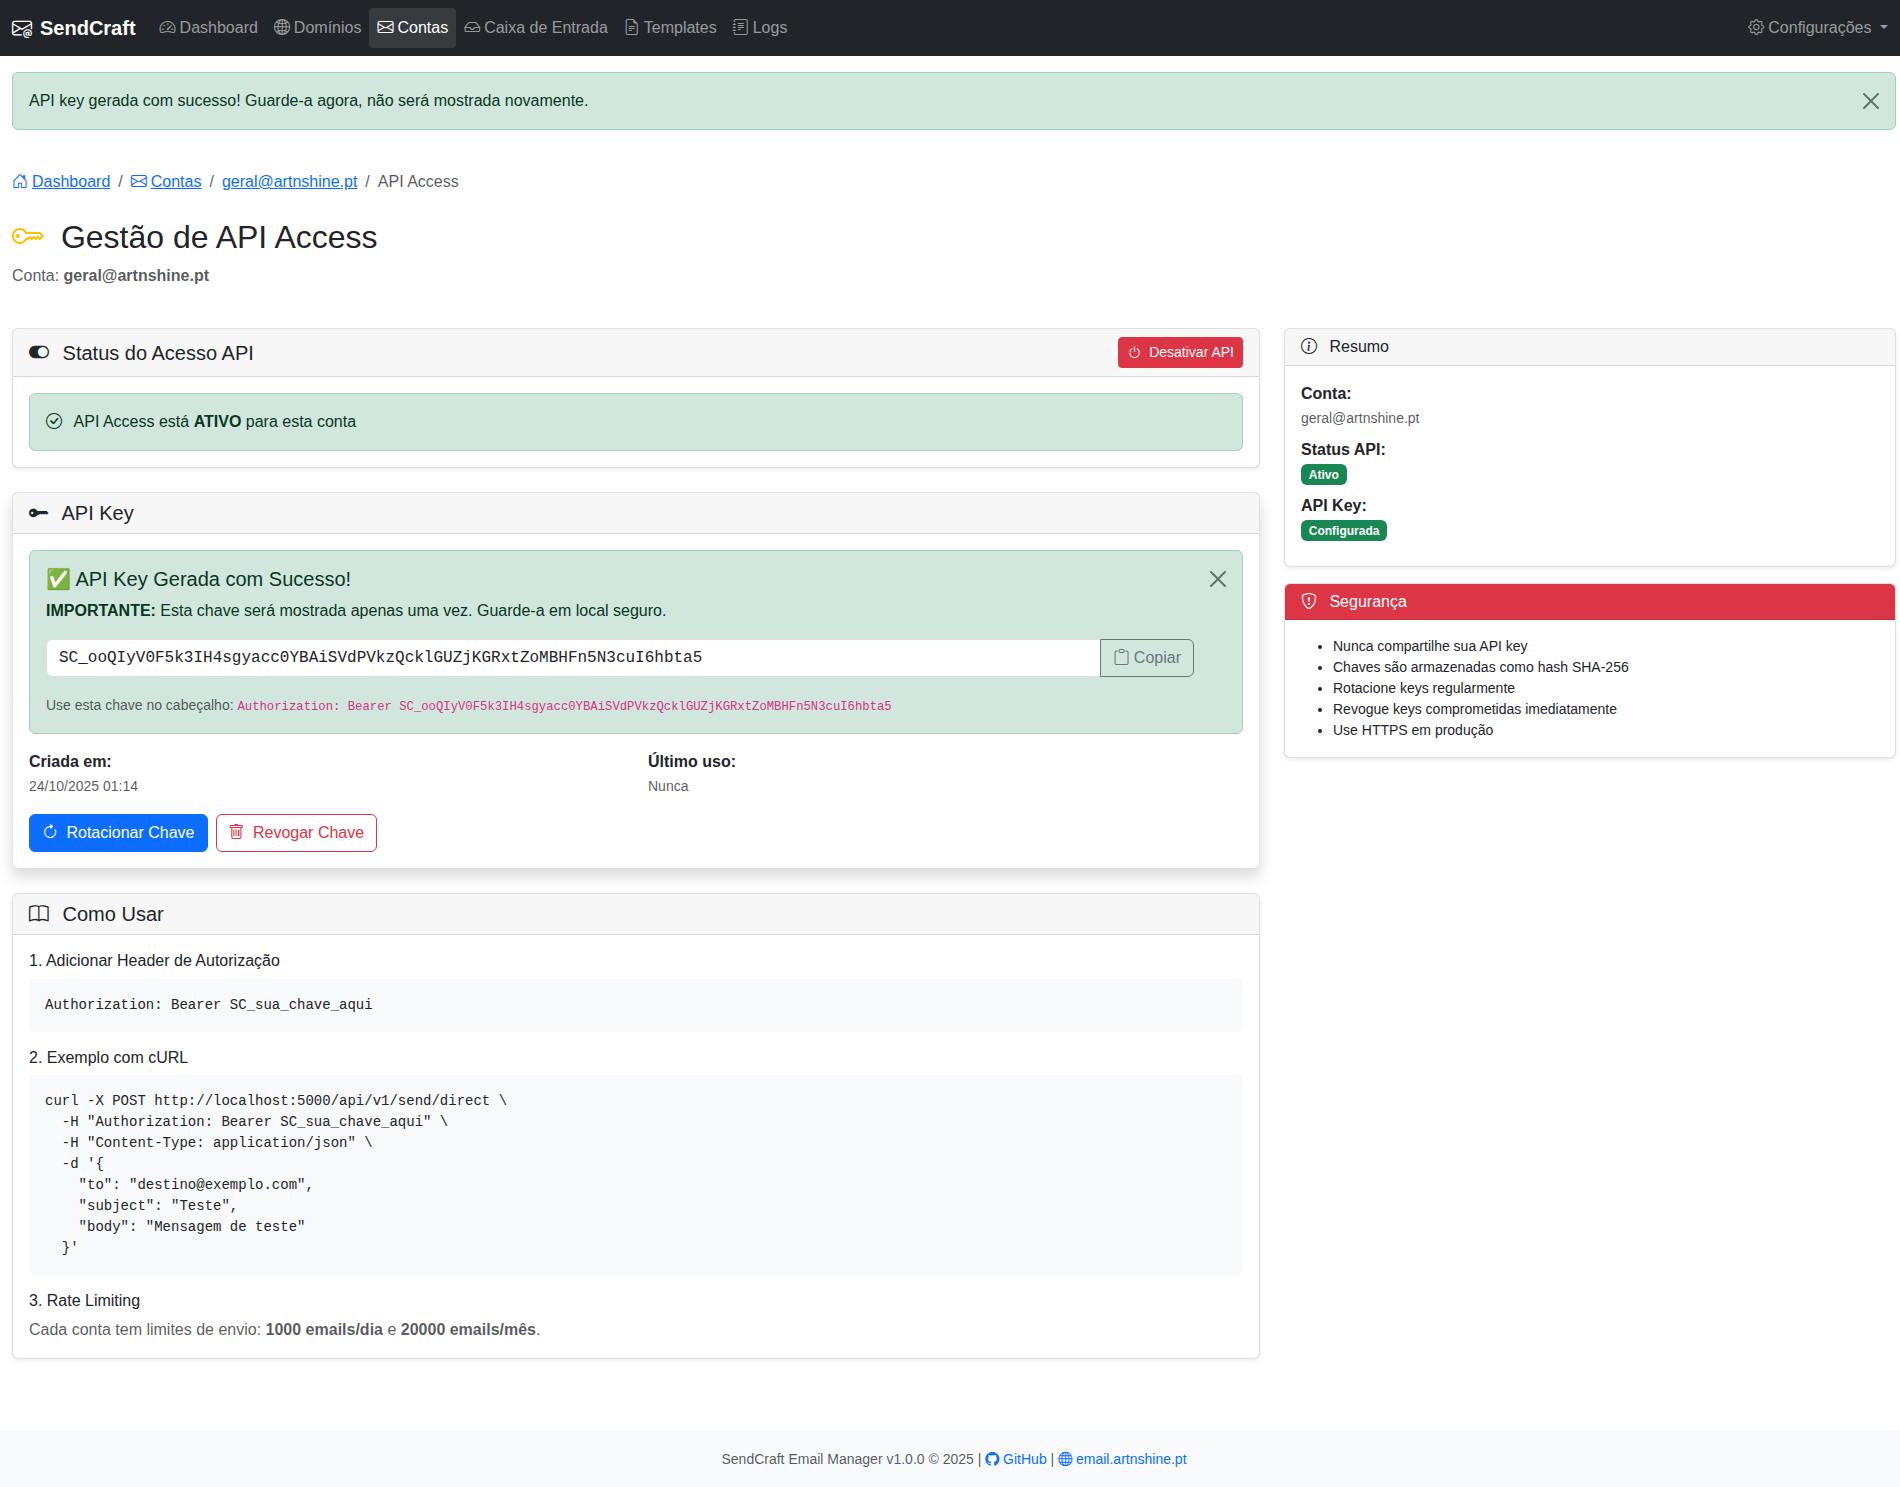 SendCraft Dashboard Domínios Contas Caixa de Entrada Templates Logs Configurações
API key gerada com sucesso! Guarde-a agora, não será mostrada novamente.
Dashboard / Contas / geral@artnshine.pt / API Access
Gestão de API Access
Conta: geral@artnshine.pt
Status do Acesso API
Desativar API
API Access está ATIVO para esta conta
API Key
✅ API Key Gerada com Sucesso!
IMPORTANTE: Esta chave será mostrada apenas uma vez. Guarde-a em local seguro.
SC_ooQIyV0F5k3IH4sgyacc0YBAiSVdPVkzQcklGUZjKGRxtZoMBHFn5N3cuI6hbta5
Copiar
Use esta chave no cabeçalho: Authorization: Bearer SC_ooQIyV0F5k3IH4sgyacc0YBAiSVdPVkzQcklGUZjKGRxtZoMBHFn5N3cuI6hbta5
Criada em:
24/10/2025 01:14
Último uso:
Nunca
Rotacionar Chave
Revogar Chave
Como Usar
1. Adicionar Header de Autorização
Authorization: Bearer SC_sua_chave_aqui
2. Exemplo com cURL
curl -X POST http://localhost:5000/api/v1/send/direct \
-H "Authorization: Bearer SC_sua_chave_aqui" \
-H "Content-Type: application/json" \
-d '{
"to": "destino@exemplo.com",
"subject": "Teste",
"body": "Mensagem de teste"
}'
3. Rate Limiting
Cada conta tem limites de envio: 1000 emails/dia e 20000 emails/mês.
Resumo
Conta:
geral@artnshine.pt
Status API:
Ativo
API Key:
Configurada
Segurança
• Nunca compartilhe sua API key
• Chaves são armazenadas como hash SHA-256
• Rotacione keys regularmente
• Revogue keys comprometidas imediatamente
• Use HTTPS em produção
SendCraft Email Manager v1.0.0 © 2025 | GitHub | email.artnshine.pt